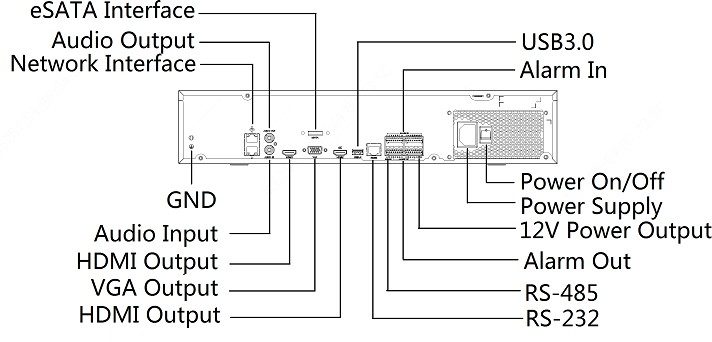 eSATA Interface
Audio Output
Network Interface
USB3.0
Alarm In
GND
Audio Input
HDMI Output
VGA Output
HDMI Output
Power On/Off
Power Supply
12V Power Output
Alarm Out
RS-485
RS-232